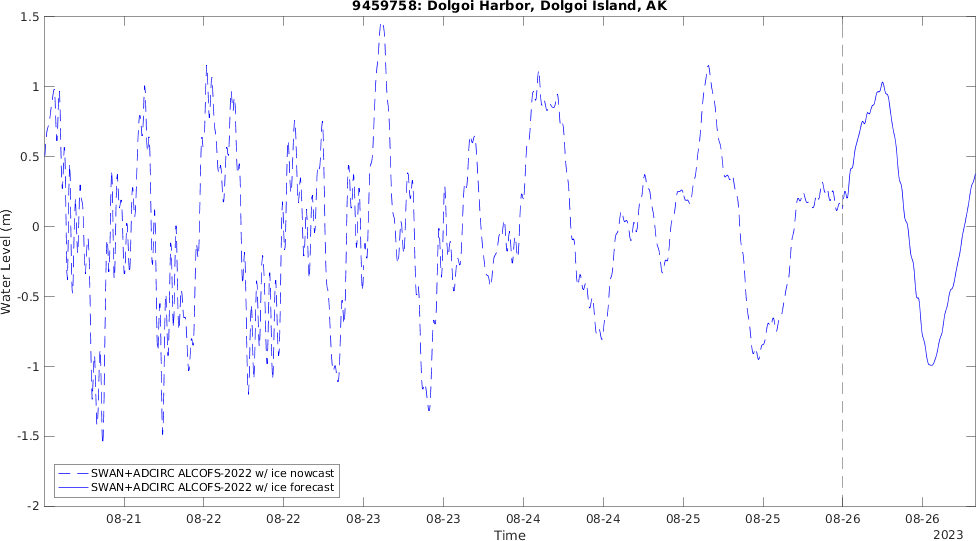 9459758: Dolgoi Harbor, Dolgoi Island, AK
1.5
1
0.5
0
-0.5
-1
-1.5
-2
Water Level (m)
SWAN+ADCIRC ALCOFS-2022 w/ ice nowcast
SWAN+ADCIRC ALCOFS-2022 w/ ice forecast
08-21 08-22 08-22 08-23 08-23 08-24 08-24 08-25 08-25 08-26 08-26
Time
2023